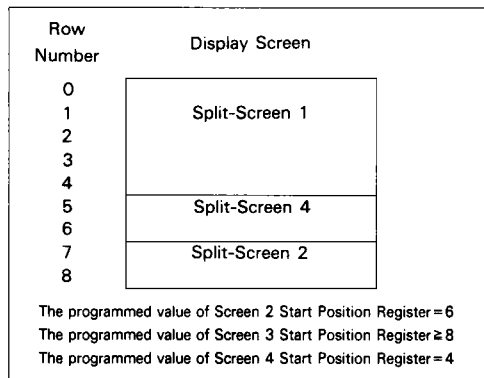 Row
Number
Display Screen
0
1 Split-Screen 1
2
3
4
5 Split-Screen 4
6
7 Split-Screen 2
8
The programmed value of Screen 2 Start Position Register=6
The programmed value of Screen 3 Start Position Register≧8
The programmed value of Screen 4 Start Position Register=4